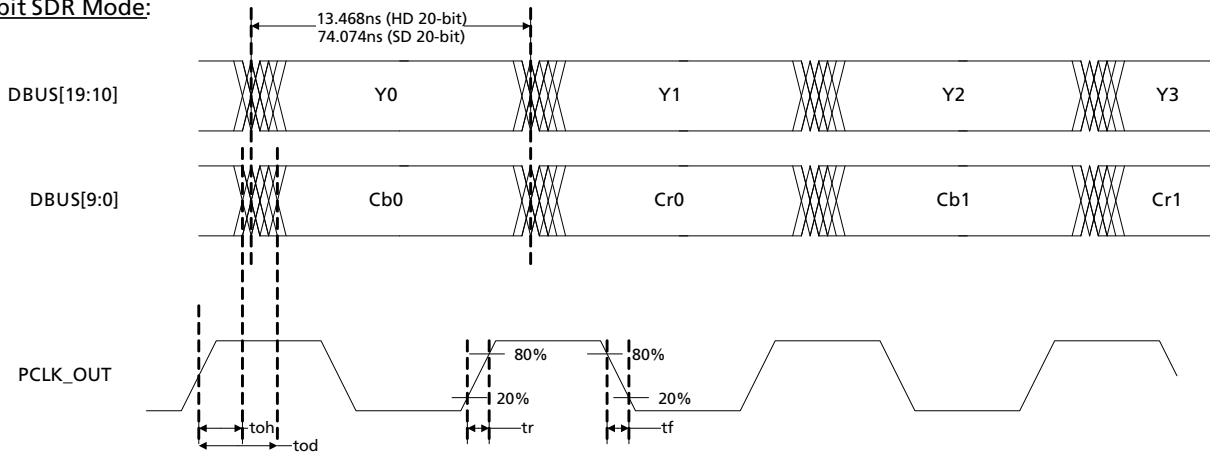 bit SDR Mode:
13.468ns (HD 20-bit)
74.074ns (SD 20-bit)
DBUS[19:10]
Y0
Y1
Y2
Y3
DBUS[9:0]
Cb0
Cr0
Cb1
Cr1
PCLK_OUT
80%
80%
20%
20%
toh
tr
tf
tod